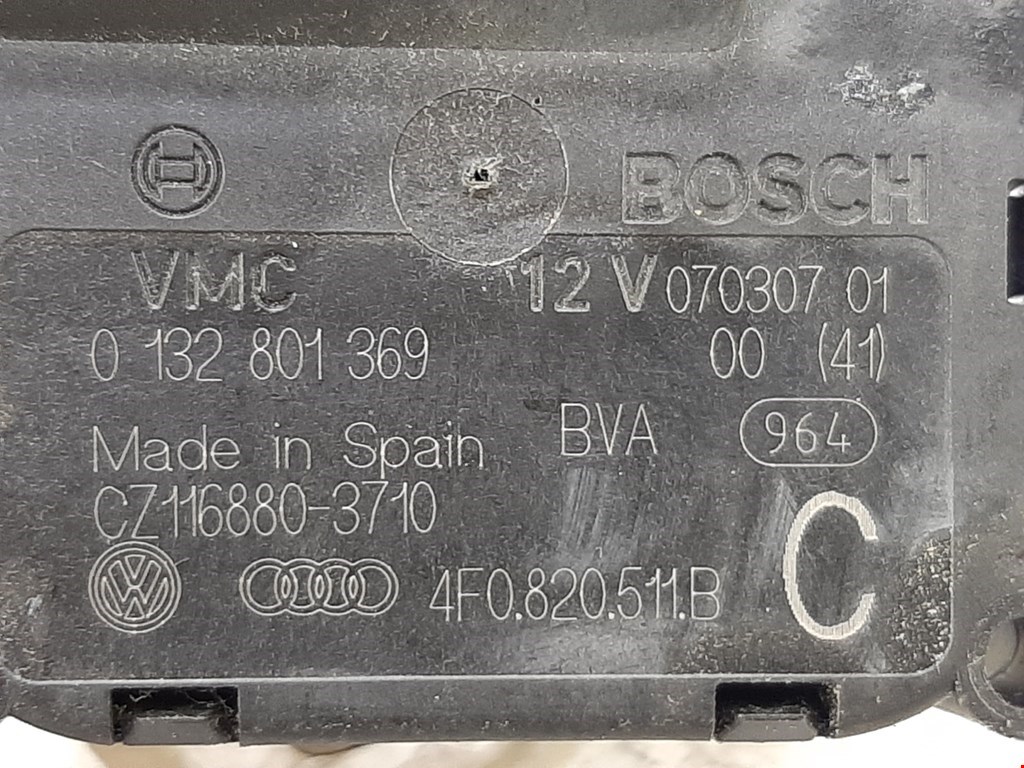 BOSCH
VMC 12 V 070307 01
0 132 801 369 00 (41)
Made in Spain BVA 964
CZ116880-3710
C
VW 4F0.820.511.B